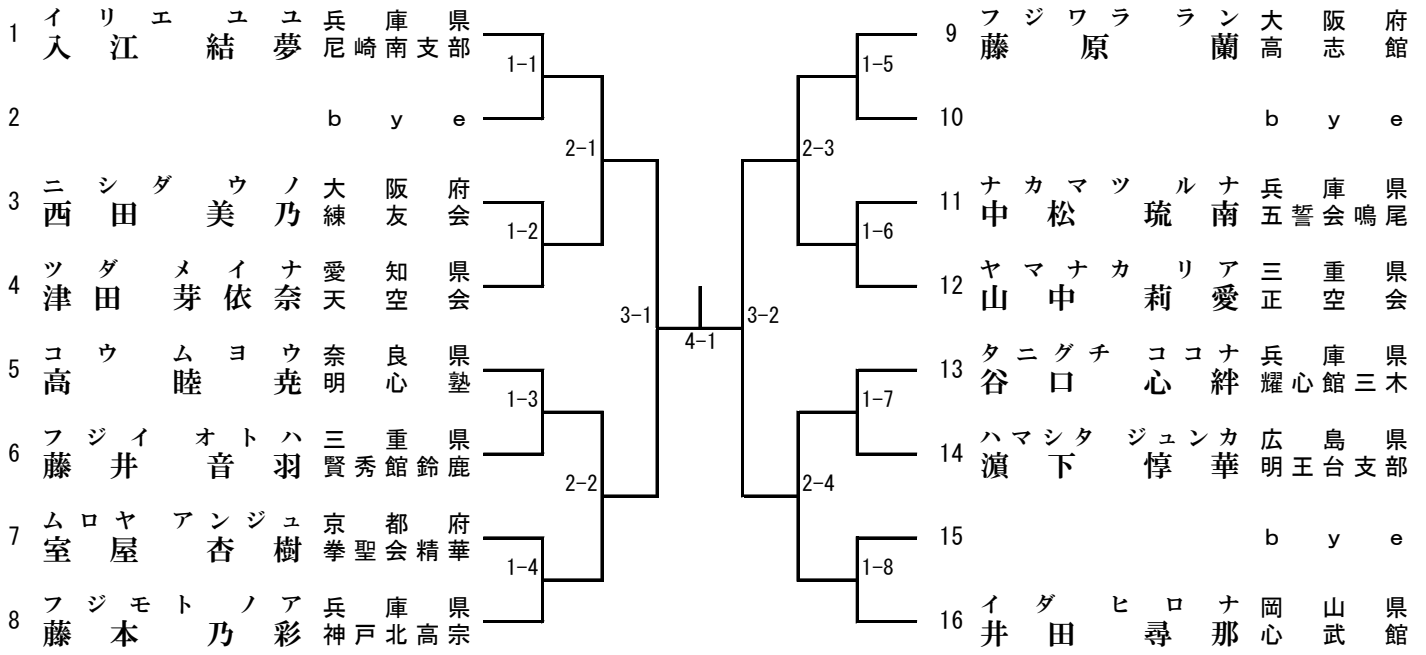 イリエ ユユ 兵庫県
1 入江 結夢 尼崎南支部
1-1
2 bye
2-1
ニシダ ウノ 大阪府
3 西田 美乃 練友会
1-2
ツダ メイナ 愛知県
4 津田 芽依奈 天空会
3-1
コウ ムヨウ 奈良県
5 高 睦尭 明心塾
1-3
フジイ オトハ 三重県
6 藤井 音羽 賢秀館鈴鹿
2-2
ムロヤ アンジュ 京都府
7 室屋 杏樹 拳聖会精華
1-4
フジモト ノア 兵庫県
8 藤本 乃彩 神戸北高宗
4-1
フジワラ ラン 大阪府
9 藤原 蘭 高志館
1-5
10 bye
2-3
ナカマツ ルナ 兵庫県
11 中松 琉南 五誓会鳴尾
1-6
ヤマナカ リア 三重県
12 山中 莉愛 正空会
3-2
タニグチ ココナ 兵庫県
13 谷口 心絆 耀心館三木
1-7
ハマシタ ジュンカ 広島県
14 濵下 惇華 明王台支部
2-4
15 bye
1-8
イダ ヒロナ 岡山県
16 井田 尋那 心武館